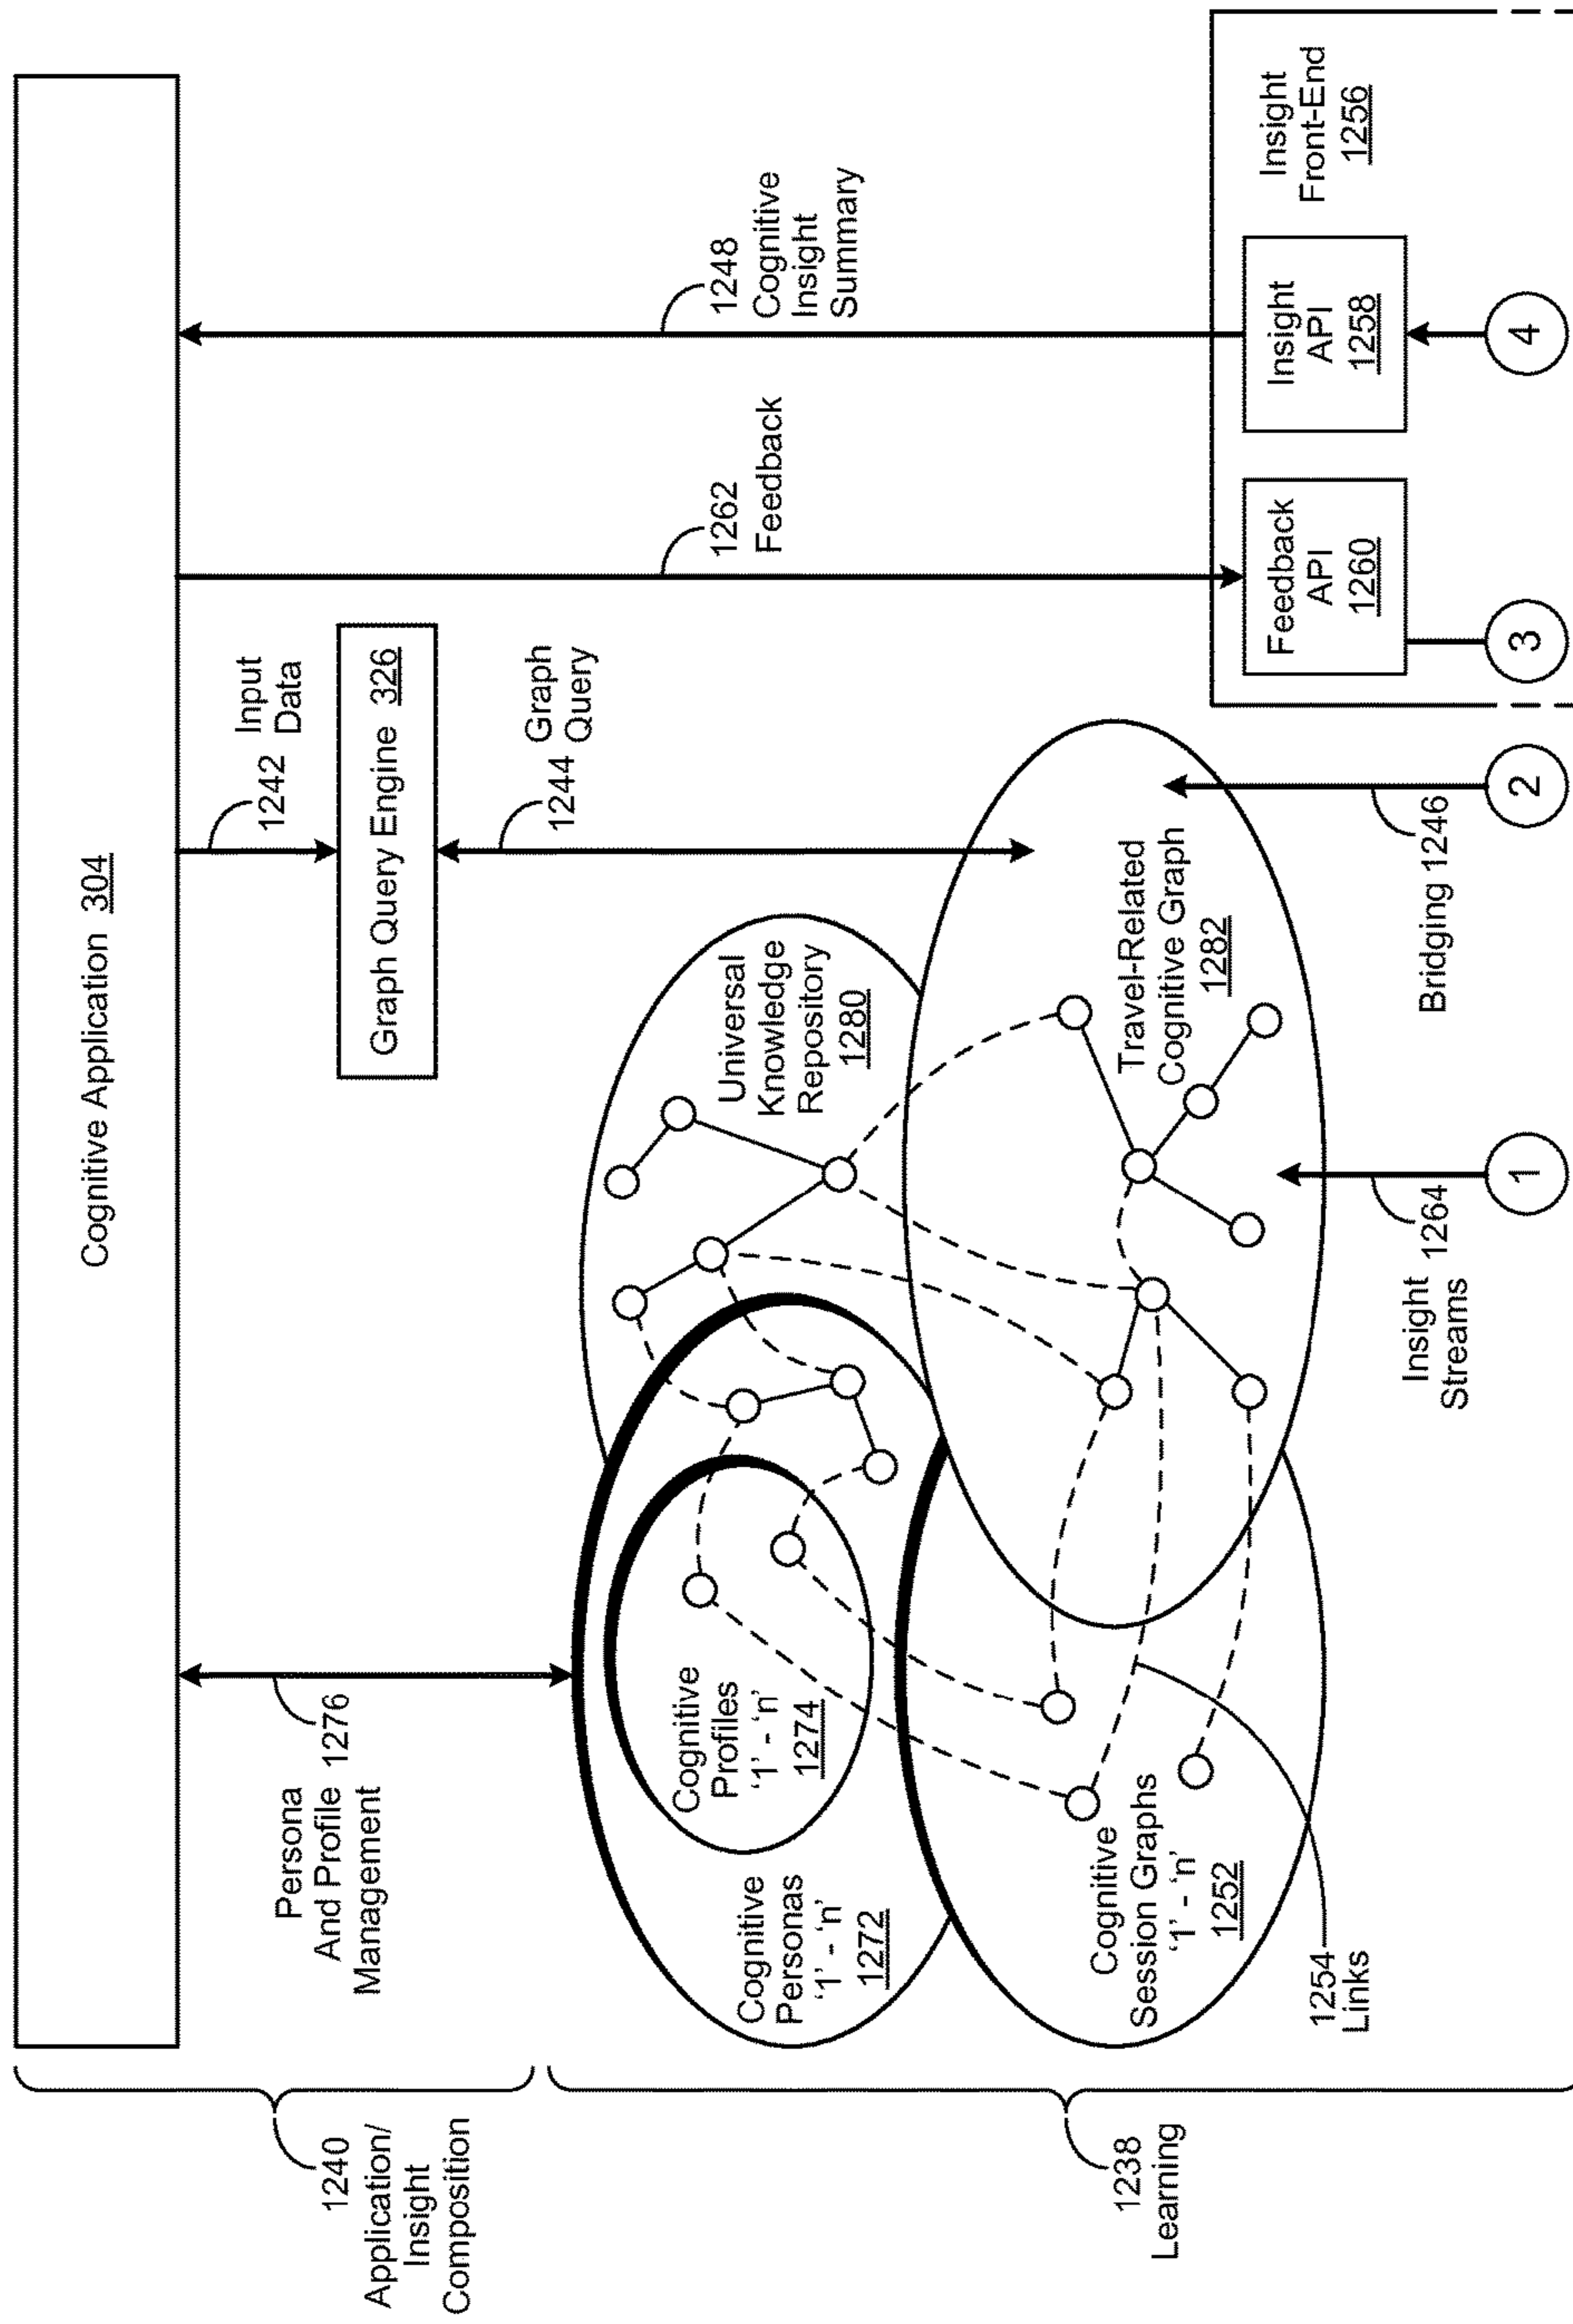 Cognitive Application 304
1240
Application/
Insight
Composition
Persona
And Profile 1276
Management
1242 Input
Data
Graph Query Engine 326
1244 Graph
Query
1262
Feedback
1248
Cognitive
Insight
Summary
1238
Learning
Cognitive
Personas
‘1’ - ‘n’
1272
Cognitive
Profiles
‘1’ - ‘n’
1274
Universal
Knowledge
Repository
1280
Cognitive
Session Graphs
‘1’ - ‘n’
1252
1254
Links
Travel-Related
Cognitive Graph
1282
Insight
Streams
1264
Bridging 1246
Feedback
API
1260
Insight
API
1258
Insight
Front-End
1256
1
2
3
4